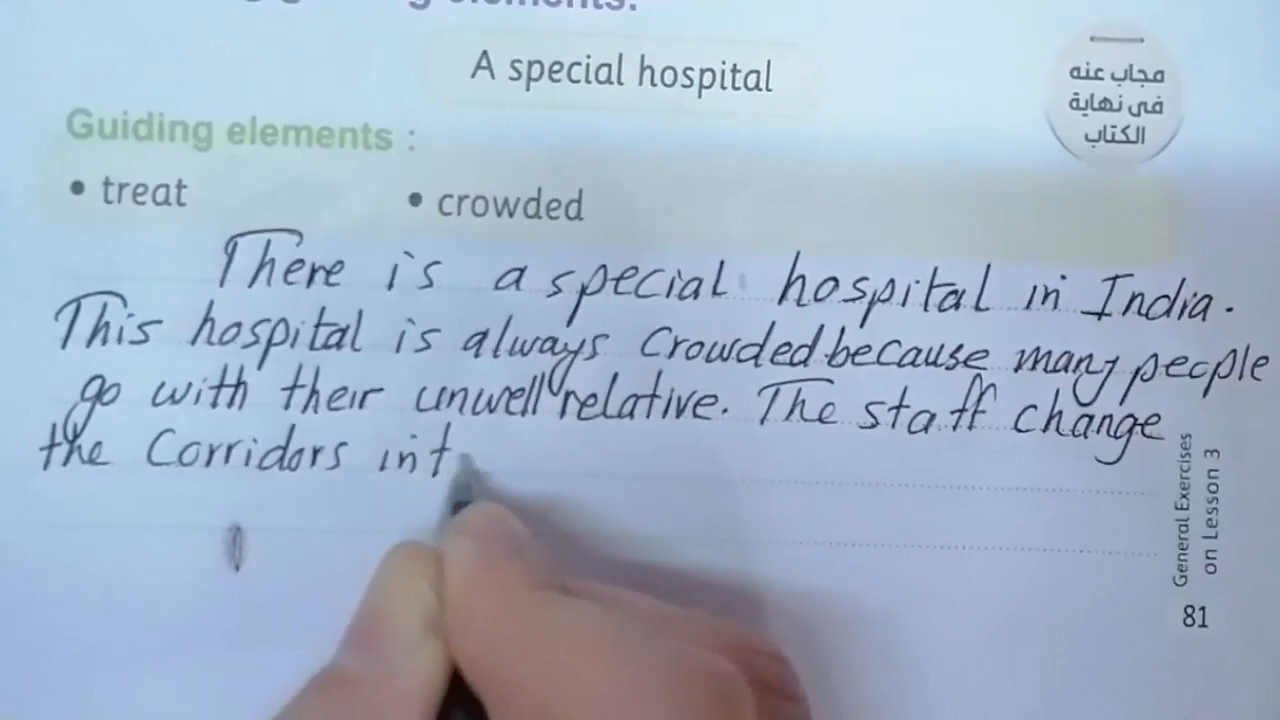 elements:
A special hospital
مجاب عنه
فى نهاية
الكتاب
Guiding elements :
• treat • crowded
There is a special hospital in India.
This hospital is always crowded because many people
go with their unwell relative. The staff change
the Corridors int
General Exercises
on Lesson 3
81